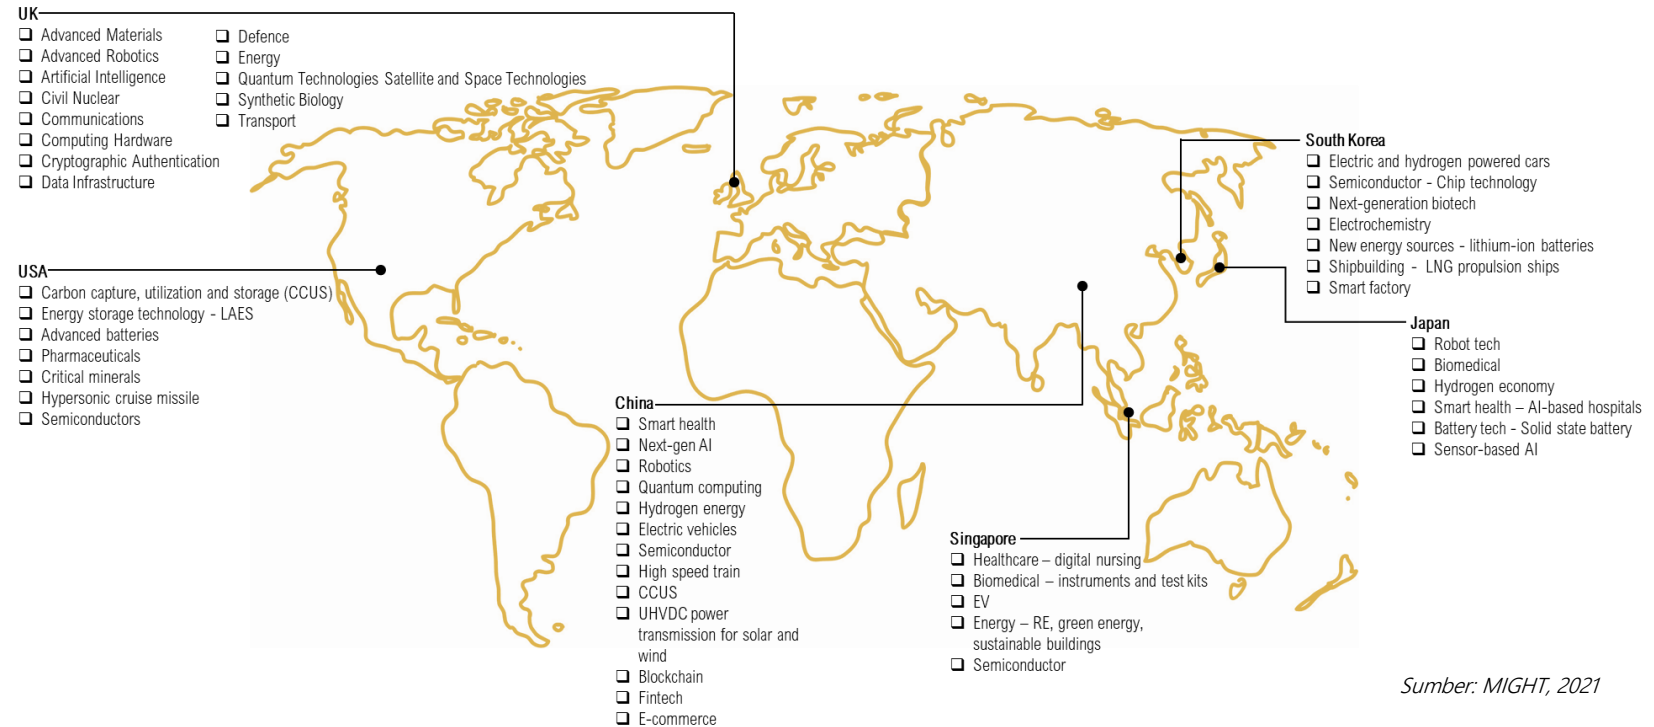 UK
Advanced Materials
Advanced Robotics
Artificial Intelligence
Civil Nuclear
Communications
Computing Hardware
Cryptographic Authentication
Data Infrastructure
Defence
Energy
Quantum Technologies Satellite and Space Technologies
Synthetic Biology
Transport
USA
Carbon capture, utilization and storage (CCUS)
Energy storage technology - LAES
Advanced batteries
Pharmaceuticals
Critical minerals
Hypersonic cruise missile
Semiconductors
China
Smart health
Next-gen AI
Robotics
Quantum computing
Hydrogen energy
Electric vehicles
Semiconductor
High speed train
CCUS
UHVDC power
transmission for solar and
wind
Blockchain
Fintech
E-commerce
Singapore
Healthcare – digital nursing
Biomedical – instruments and test kits
EV
Energy – RE, green energy,
sustainable buildings
Semiconductor
South Korea
Electric and hydrogen powered cars
Semiconductor - Chip technology
Next-generation biotech
Electrochemistry
New energy sources - lithium-ion batteries
Shipbuilding - LNG propulsion ships
Smart factory
Japan
Robot tech
Biomedical
Hydrogen economy
Smart health – AI-based hospitals
Battery tech - Solid state battery
Sensor-based AI
Sumber: MIGHT, 2021